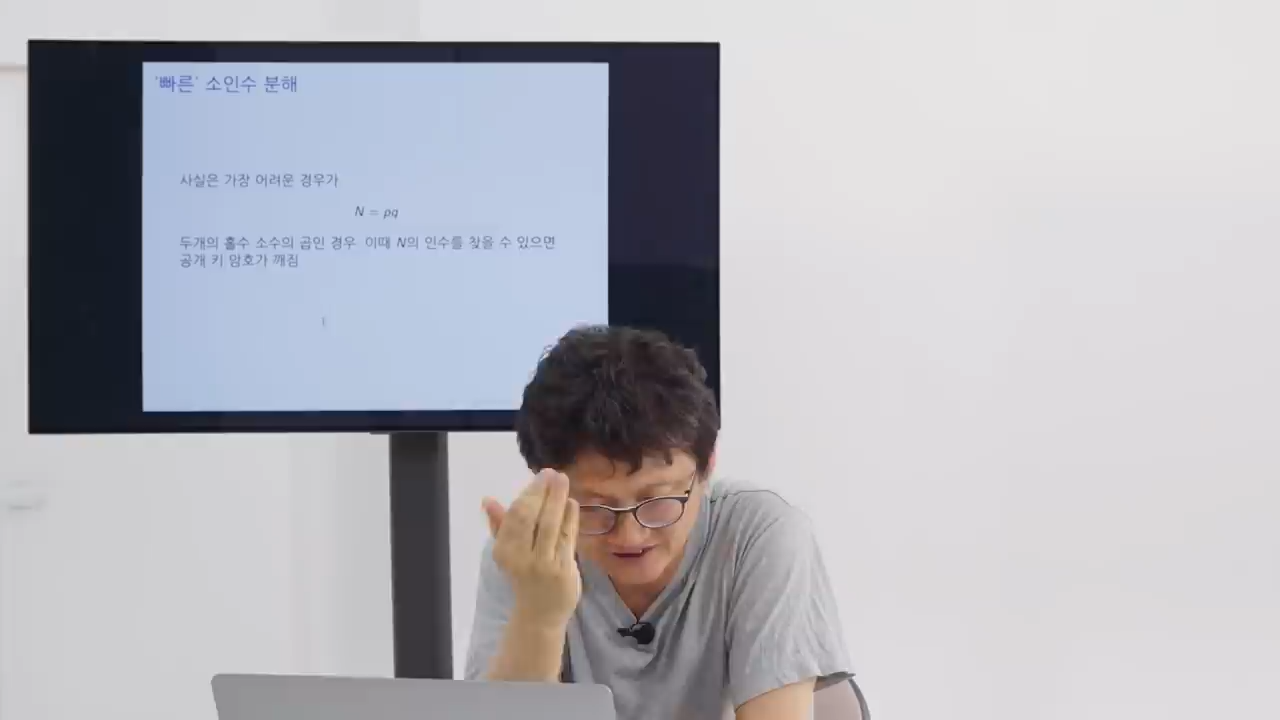 '빠른' 소인수 분해
사실은 가장 어려운 경우가
N = pq
두개의 홀수 소수의 곱인 경우 이때 N의 인수를 찾을 수 있으면
공개 키 암호가 깨짐